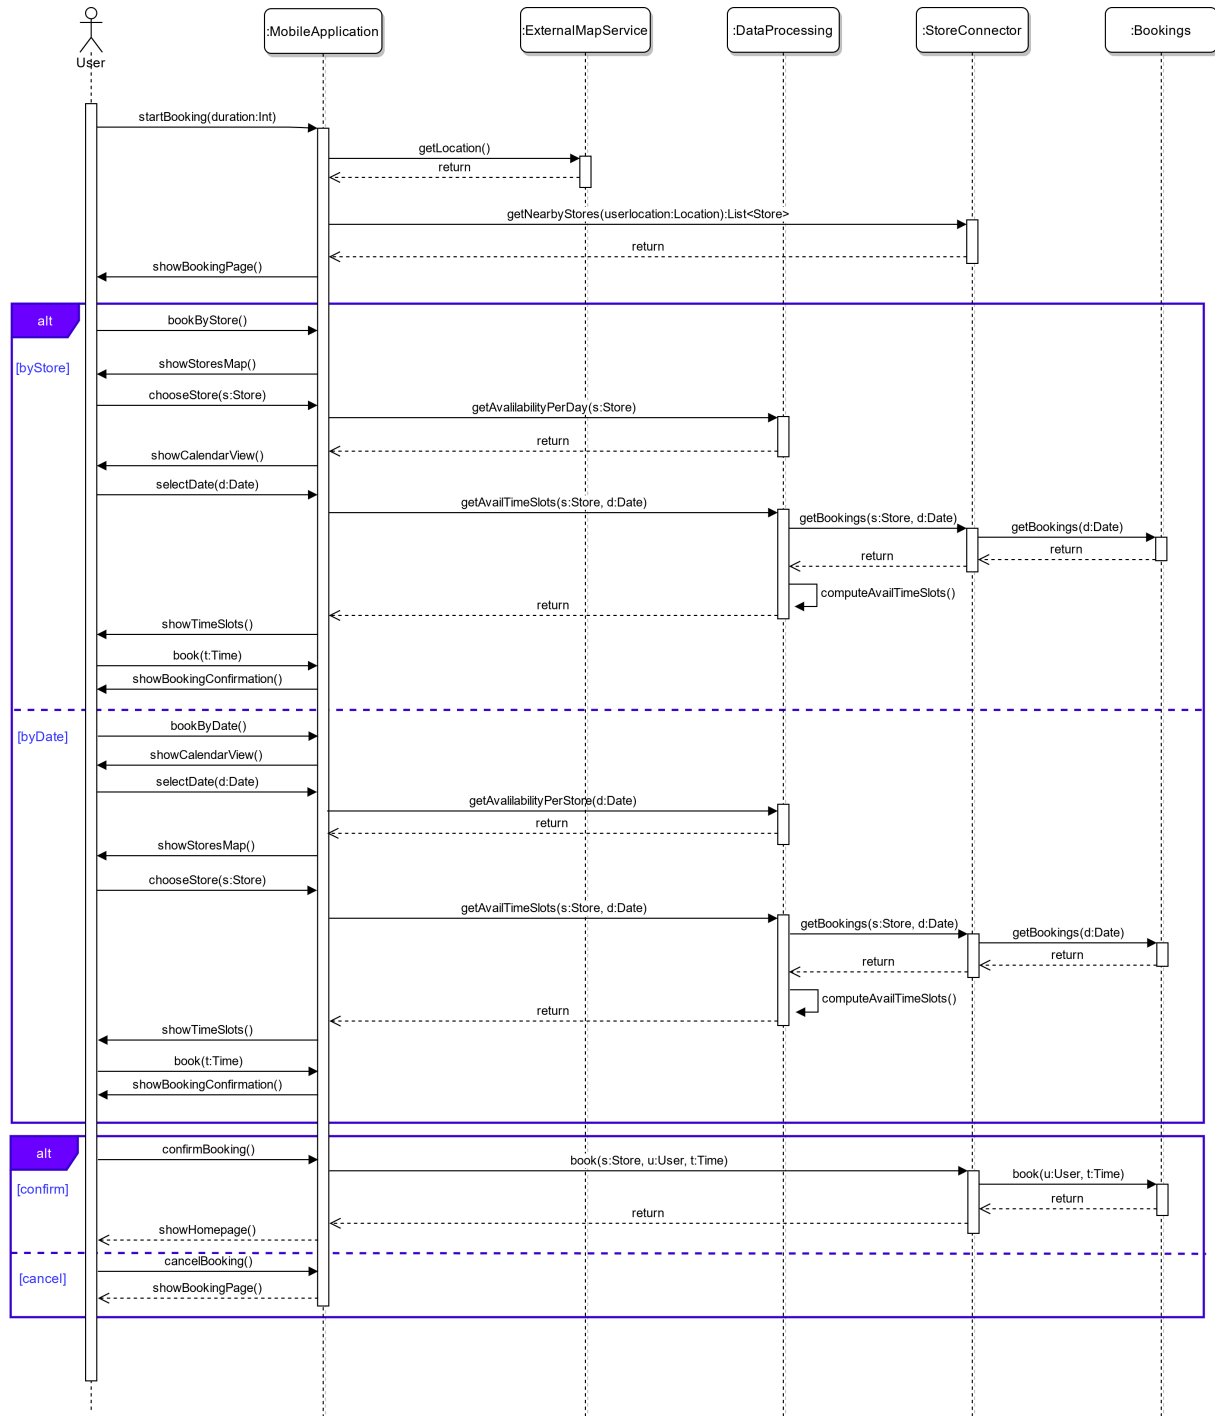 User
:MobileApplication
:ExternalMapService
:DataProcessing
:StoreConnector
:Bookings
startBooking(duration:Int)
getLocation()
return
getNearbyStores(userlocation:Location):List<Store>
return
showBookingPage()
alt
bookByStore()
[byStore]
showStoresMap()
chooseStore(s:Store)
getAvalilabilityPerDay(s:Store)
return
showCalendarView()
selectDate(d:Date)
getAvailTimeSlots(s:Store, d:Date)
getBookings(s:Store, d:Date)
getBookings(d:Date)
return
return
computeAvailTimeSlots()
return
showTimeSlots()
book(t:Time)
showBookingConfirmation()
bookByDate()
[byDate]
showCalendarView()
selectDate(d:Date)
getAvalilabilityPerStore(d:Date)
return
showStoresMap()
chooseStore(s:Store)
getAvailTimeSlots(s:Store, d:Date)
getBookings(s:Store, d:Date)
getBookings(d:Date)
return
return
computeAvailTimeSlots()
return
showTimeSlots()
book(t:Time)
showBookingConfirmation()
alt
confirmBooking()
book(s:Store, u:User, t:Time)
book(u:User, t:Time)
[confirm]
return
return
showHomepage()
cancelBooking()
[cancel]
showBookingPage()